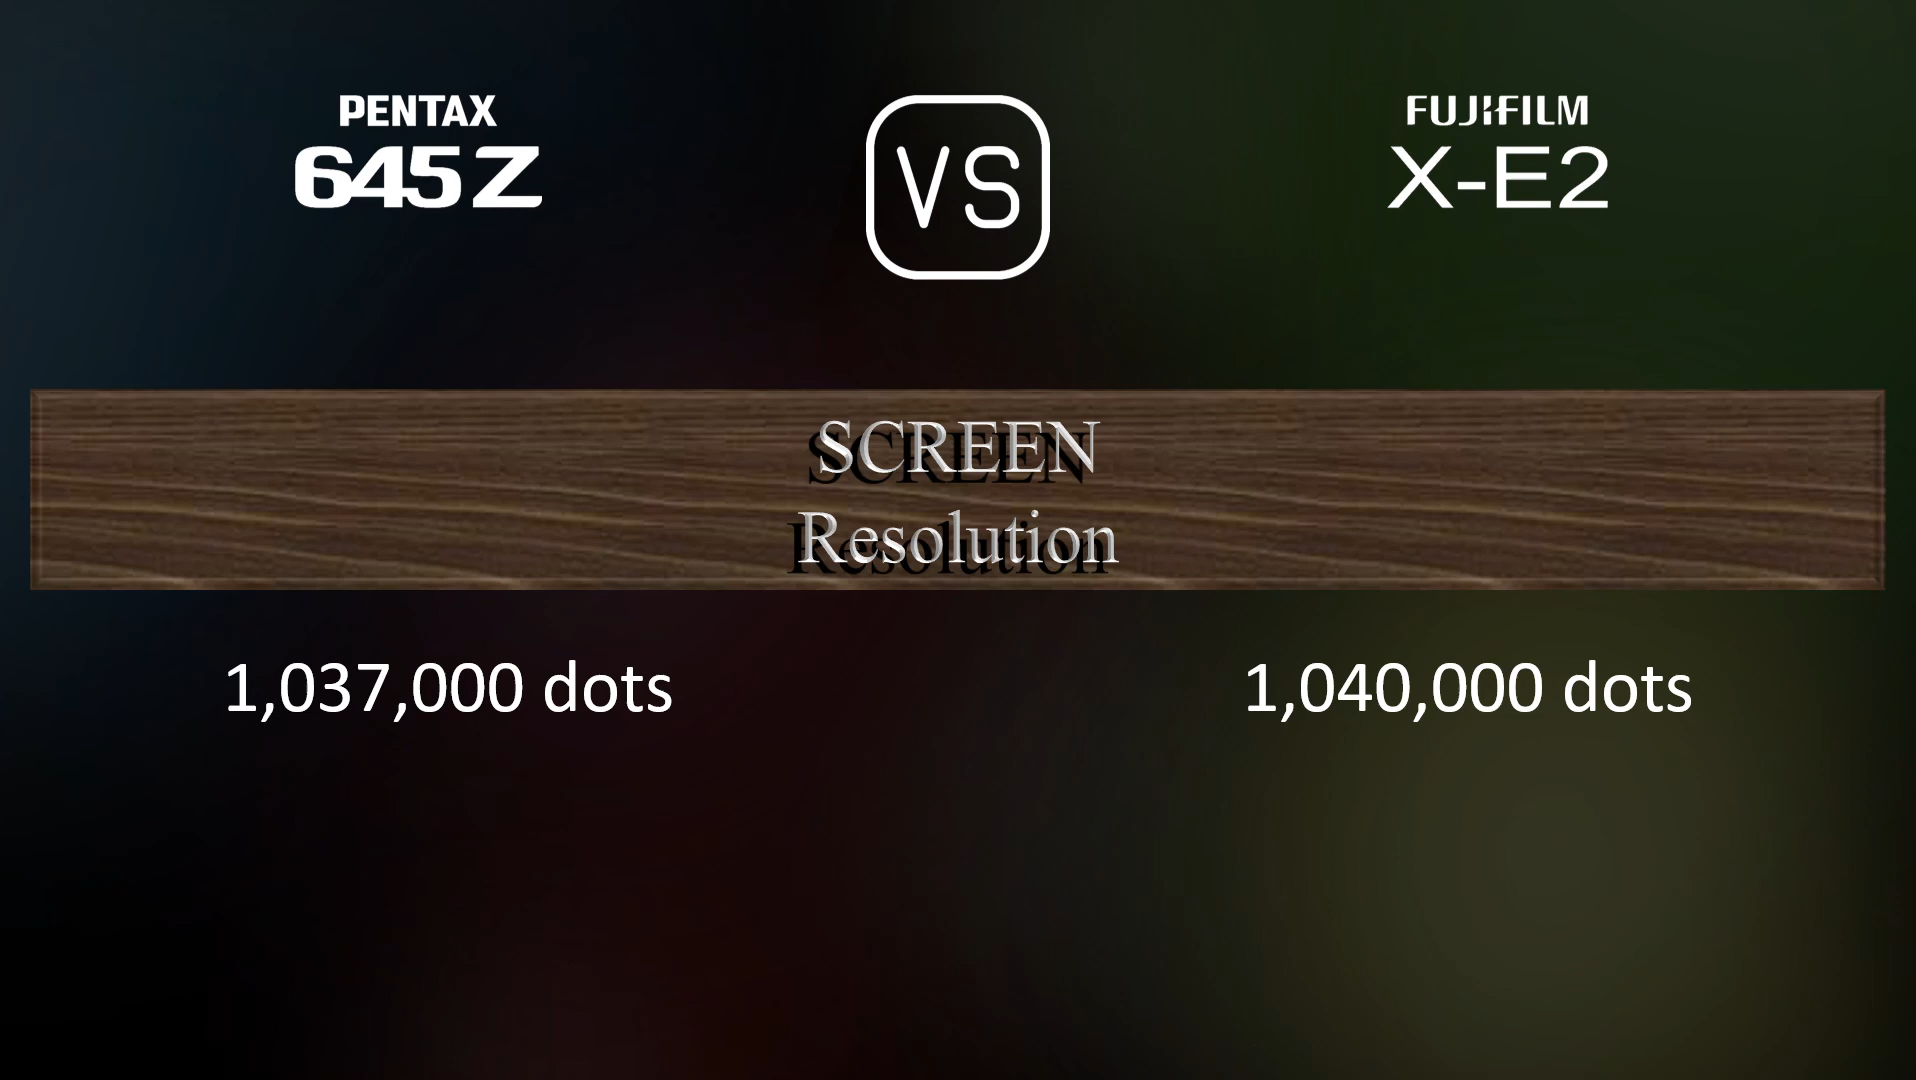 PENTAX
645Z
VS
FUJIFILM
X-E2
SCREEN
Resolution
1,037,000 dots
1,040,000 dots